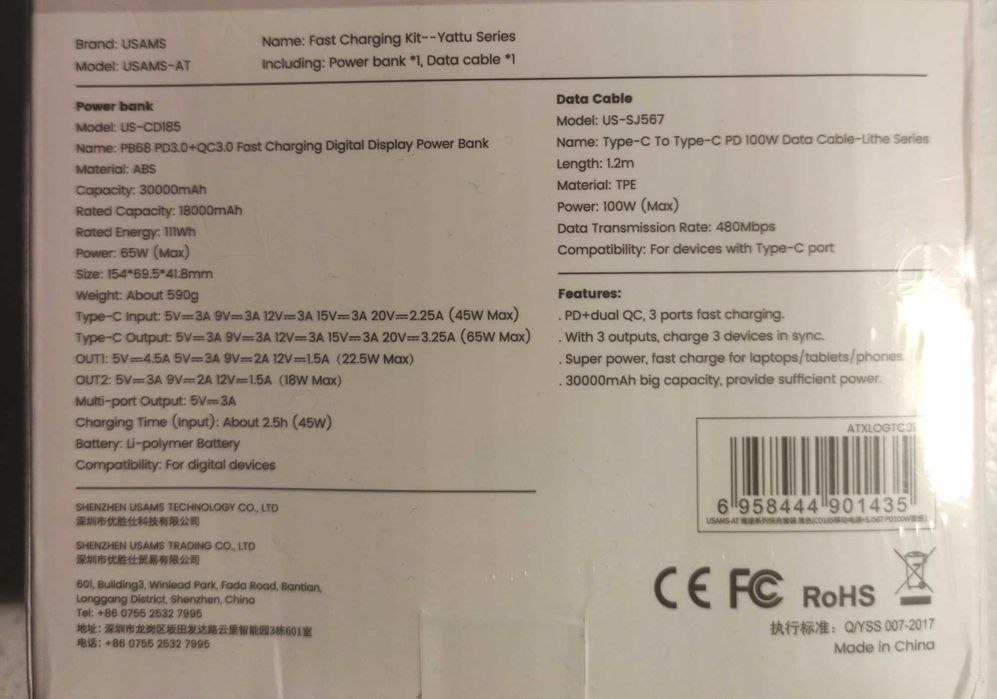 Brand: USAMS
Model: USAMS-AT
Name: Fast Charging Kit--Yattu Series
Including: Power bank *1, Data cable *1
Power bank
Model: US-CD185
Name: PB68 PD3.0+QC3.0 Fast Charging Digital Display Power Bank
Material: ABS
Capacity: 30000mAh
Rated Capacity: 18000mAh
Rated Energy: 111Wh
Power: 65W (Max)
Size: 154*69.5*41.8mm
Weight: About 590g
Type-C Input: 5V⎓3A 9V⎓3A 12V⎓3A 15V⎓3A 20V⎓2.25A (45W Max)
Type-C Output: 5V⎓3A 9V⎓3A 12V⎓3A 15V⎓3A 20V⎓3.25A (65W Max)
OUT1: 5V⎓4.5A 5V⎓3A 9V⎓2A 12V⎓1.5A (22.5W Max)
OUT2: 5V⎓3A 9V⎓2A 12V⎓1.5A (18W Max)
Multi-port Output: 5V⎓3A
Charging Time (Input): About 2.5h (45W)
Battery: Li-polymer Battery
Compatibility: For digital devices
SHENZHEN USAMS TECHNOLOGY CO., LTD
深圳市优胜仕科技有限公司
SHENZHEN USAMS TRADING CO., LTD
深圳市优胜仕贸易有限公司
601, Building3, Winlead Park, Fada Road, Bantian,
Longgang District, Shenzhen, China
Tel: +86 0755 2532 7995
地址: 深圳市龙岗区坂田发达路云里智能园3栋601室
电话: +86 0755 2532 7995
Data Cable
Model: US-SJ567
Name: Type-C To Type-C PD 100W Data Cable-Lithe Series
Length: 1.2m
Material: TPE
Power: 100W (Max)
Data Transmission Rate: 480Mbps
Compatibility: For devices with Type-C port
Features:
. PD+dual QC, 3 ports fast charging.
. With 3 outputs, charge 3 devices in sync.
. Super power, fast charge for laptops/tablets/phones
. 30000mAh big capacity, provide sufficient power.
6 958444 901435
CE FC RoHS
执行标准: Q/YSS 007-2017
Made in China